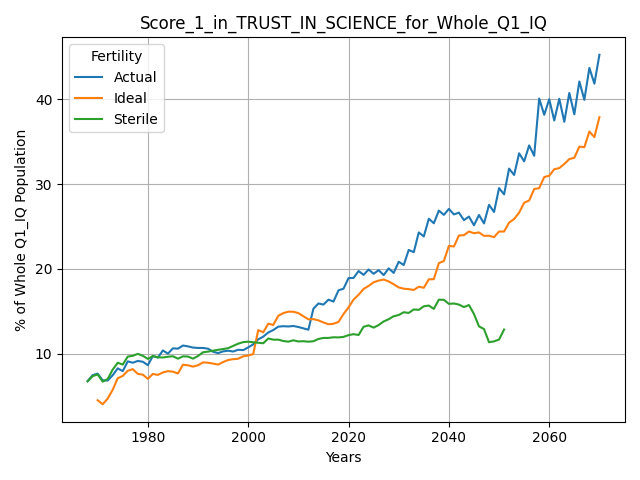 Score_1_in_TRUST_IN_SCIENCE_for_Whole_Q1_IQ
Fertility
Actual
Ideal
Sterile
% of Whole Q1_IQ Population
40
30
20
10
1980 2000 2020 2040 2060
Years